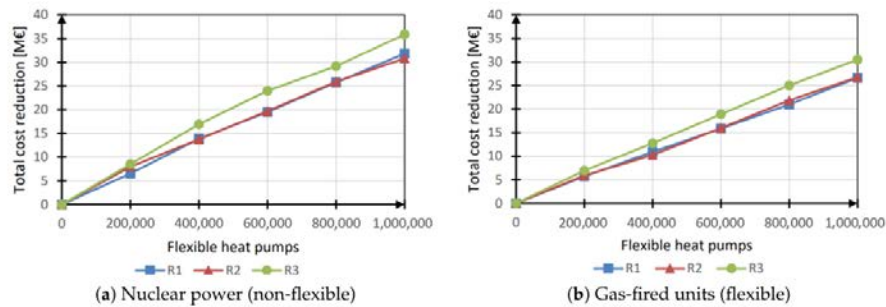 40
35
30
25
20
15
10
5
0
Total cost reduction [M€]
0 200,000 400,000 600,000 800,000 1,000,000
Flexible heat pumps
R1 R2 R3
(a) Nuclear power (non-flexible)
40
35
30
25
20
15
10
5
0
Total cost reduction [M€]
0 200,000 400,000 600,000 800,000 1,000,000
Flexible heat pumps
R1 R2 R3
(b) Gas-fired units (flexible)